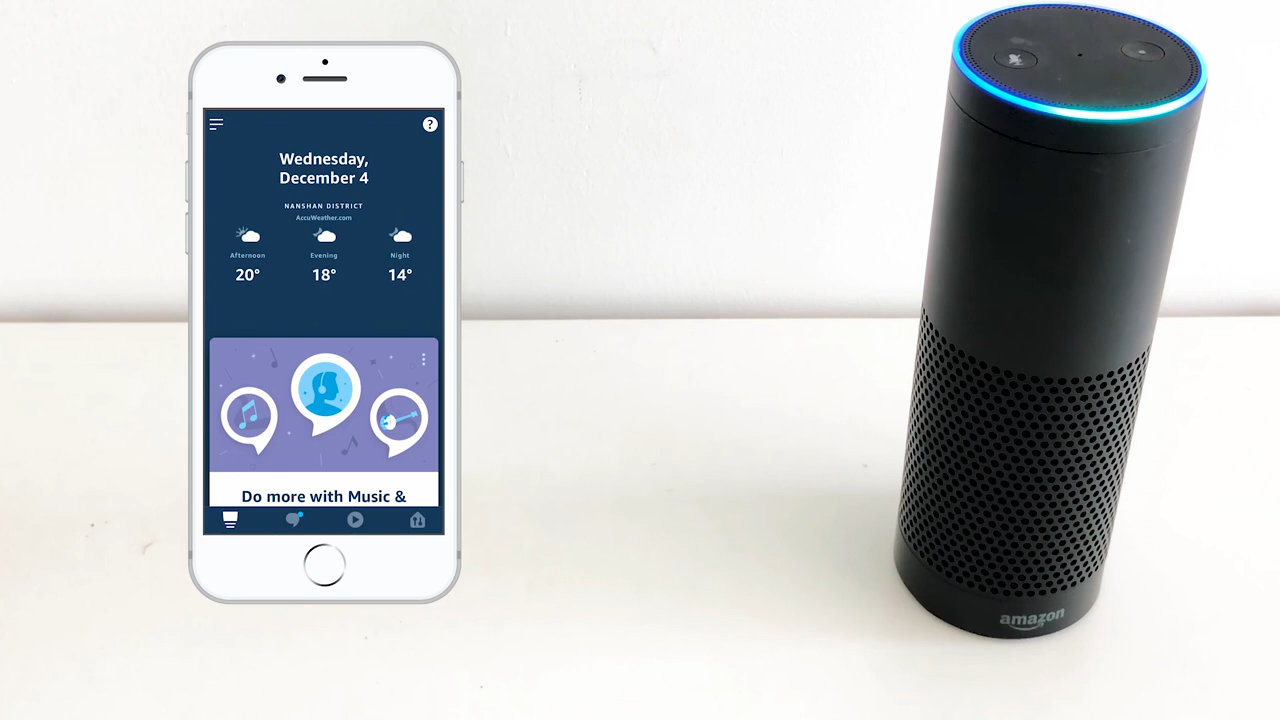 ?
Wednesday,
December 4
NANSHAN DISTRICT
AccuWeather.com
Afternoon Evening Night
20° 18° 14°
Do more with Music &
amazon